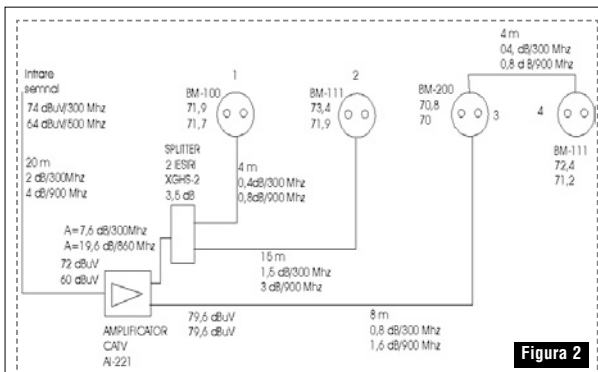 Intrare
semnal
74 dBuV/300 Mhz
64 dBuV/500 Mhz
20 m
2 dB/300Mhz
4 dB/900 Mhz
1
BM-100
71,9
71,7
2
BM-111
73,4
71,9
BM-200
70,8
70
3
4 m
04, dB/300 Mhz
0,8 d B/900 Mhz
4
BM-111
72,4
71,2
SPLITTER
2 IESIRI
XGHS-2
3,5 dB
4 m
0,4dB/300 Mhz
0,8dB/900 Mhz
A=7,6 dB/300Mhz
A=19,6 dB/860 Mhz
72 dBuV
60 dBuV
15 m
1,5 dB/300 Mhz
3 dB/900 Mhz
AMPLIFICATOR
CATV
AI-221
79,6 dBuV
79,6 dBuV
8 m
0,8 dB/300 Mhz
1,6 dB/900 Mhz
Figura 2